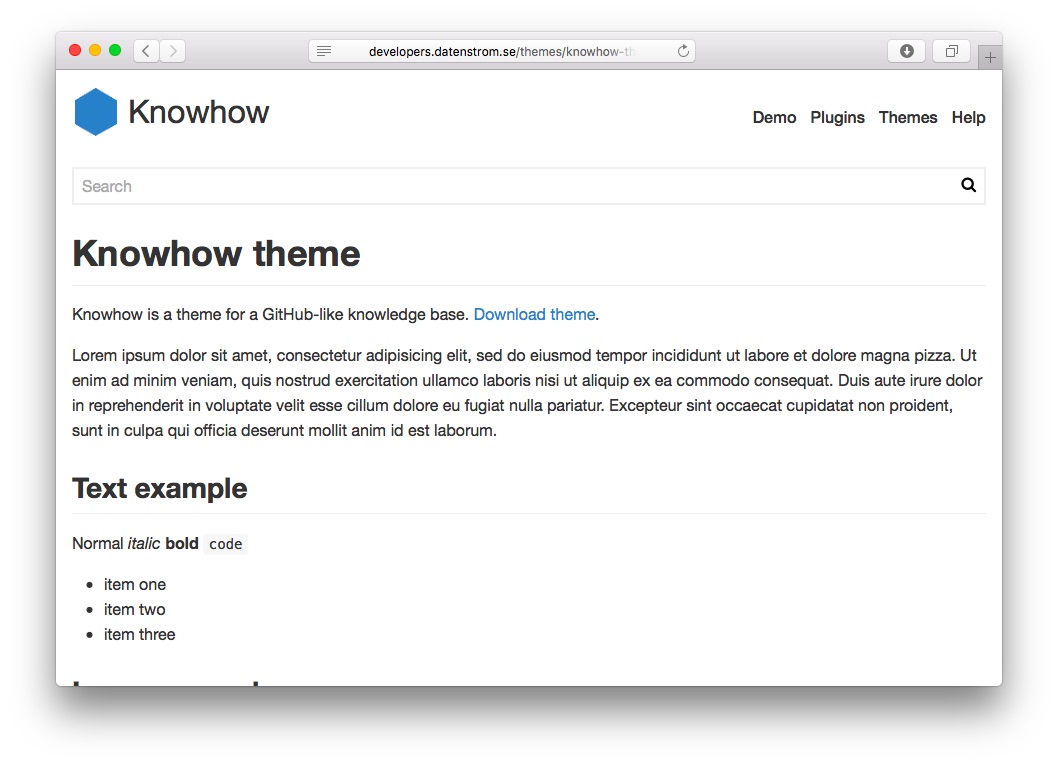 developers.datenstrom.se/themes/knowhow-th
Knowhow
Demo Plugins Themes Help
Search
Knowhow theme
Knowhow is a theme for a GitHub-like knowledge base. Download theme.
Lorem ipsum dolor sit amet, consectetur adipisicing elit, sed do eiusmod tempor incididunt ut labore et dolore magna pizza. Ut
enim ad minim veniam, quis nostrud exercitation ullamco laboris nisi ut aliquip ex ea commodo consequat. Duis aute irure dolor
in reprehenderit in voluptate velit esse cillum dolore eu fugiat nulla pariatur. Excepteur sint occaecat cupidatat non proident,
sunt in culpa qui officia deserunt mollit anim id est laborum.
Text example
Normal italic bold code
• item one
• item two
• item three